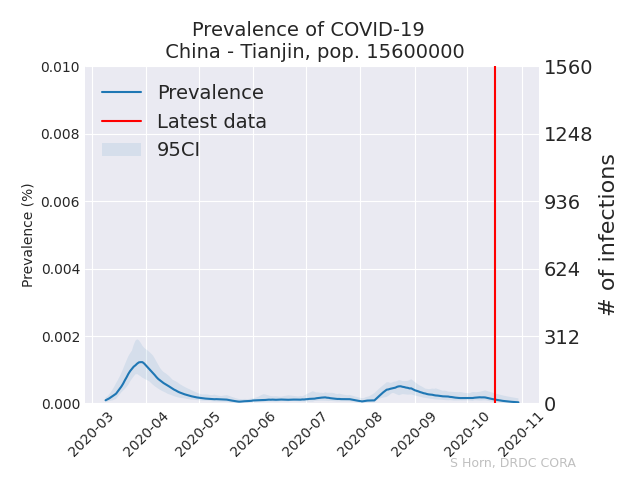 Prevalence of COVID-19
China - Tianjin, pop. 15600000
Prevalence
Latest data
95CI
Prevalence (%)
0.010
0.008
0.006
0.004
0.002
0.000
1560
1248
936
624
312
0
# of infections
2020-03
2020-04
2020-05
2020-06
2020-07
2020-08
2020-09
2020-10
2020-11
S Horn, DRDC CORA